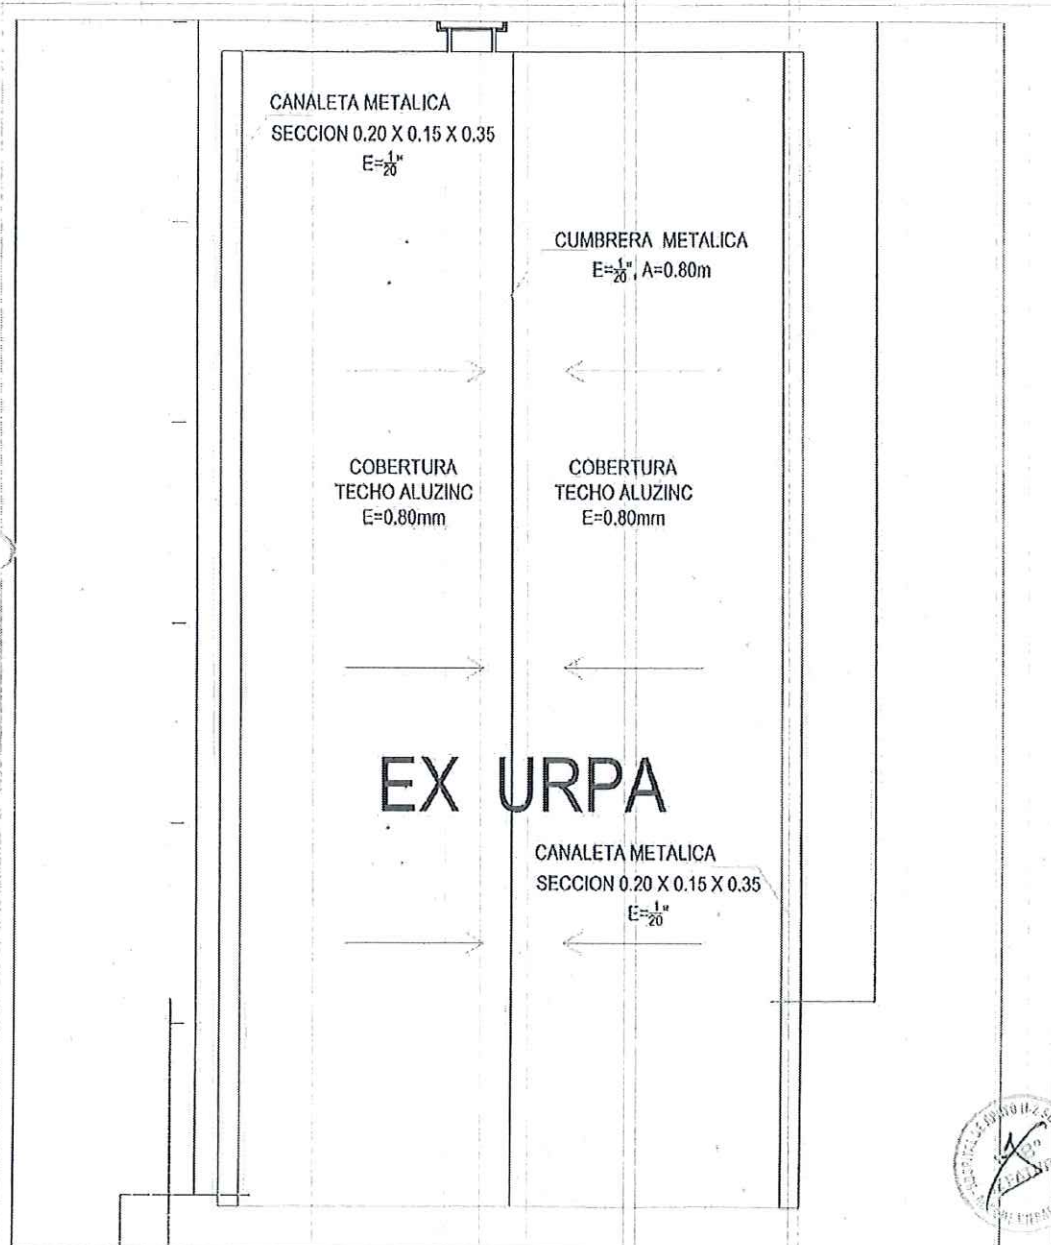 CANALETA METALICA
SECCION 0.20 X 0.15 X 0.35
E=1/20"
CUMBRERA METALICA
E=1/20", A=0.80m
COBERTURA
TECHO ALUZINC
E=0.80mm
COBERTURA
TECHO ALUZINC
E=0.80mm
EX URPA
CANALETA METALICA
SECCION 0.20 X 0.15 X 0.35
E=1/20"